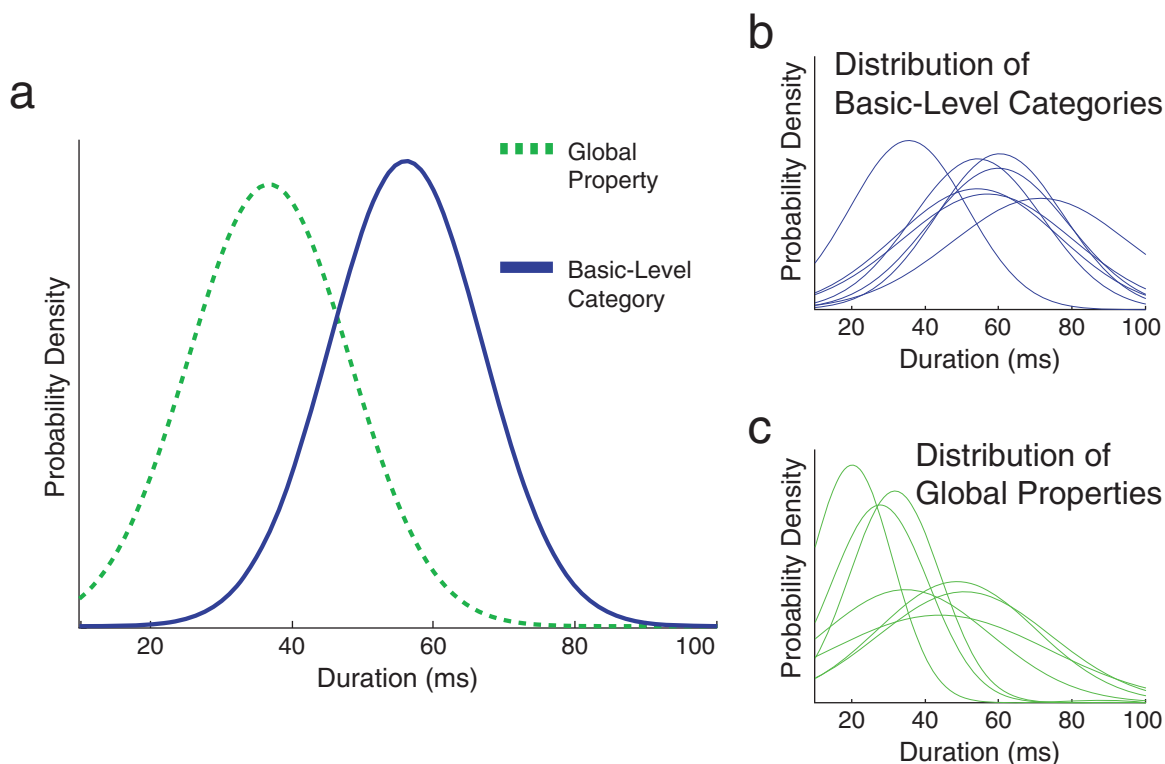 a
Probability Density
Global
Property
Basic-Level
Category
20 40 60 80 100
Duration (ms)
b
Distribution of
Basic-Level Categories
Probability Density
20 40 60 80 100
Duration (ms)
c
Distribution of
Global Properties
Probability Density
20 40 60 80 100
Duration (ms)